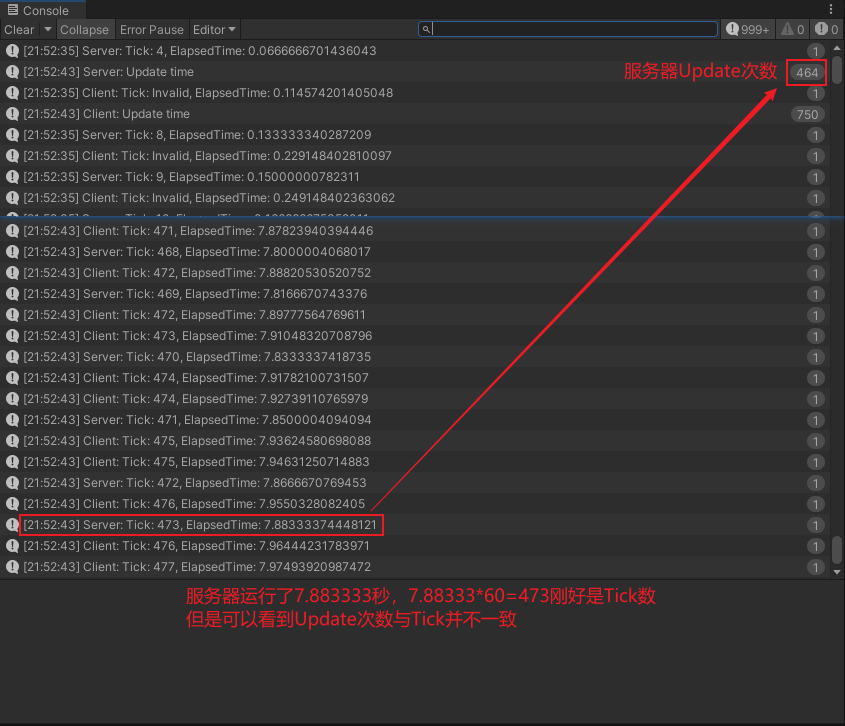 Console
Clear Collapse Error Pause Editor 999+ 0 0
[21:52:35] Server: Tick: 4, ElapsedTime: 0.0666666701436043 1
[21:52:43] Server: Update time 服务器Update次数 464
[21:52:35] Client: Tick: Invalid, ElapsedTime: 0.114574201405048 1
[21:52:43] Client: Update time 750
[21:52:35] Server: Tick: 8, ElapsedTime: 0.133333340287209 1
[21:52:35] Client: Tick: Invalid, ElapsedTime: 0.229148402810097 1
[21:52:35] Server: Tick: 9, ElapsedTime: 0.15000000782311 1
[21:52:35] Client: Tick: Invalid, ElapsedTime: 0.249148402363062 1
[21:52:43] Client: Tick: 471, ElapsedTime: 7.87823940394446 1
[21:52:43] Server: Tick: 468, ElapsedTime: 7.8000004068017 1
[21:52:43] Client: Tick: 472, ElapsedTime: 7.88820530520752 1
[21:52:43] Server: Tick: 469, ElapsedTime: 7.8166670743376 1
[21:52:43] Client: Tick: 472, ElapsedTime: 7.89777564769611 1
[21:52:43] Client: Tick: 473, ElapsedTime: 7.91048320708796 1
[21:52:43] Server: Tick: 470, ElapsedTime: 7.8333337418735 1
[21:52:43] Client: Tick: 474, ElapsedTime: 7.91782100731507 1
[21:52:43] Client: Tick: 474, ElapsedTime: 7.92739110765979 1
[21:52:43] Server: Tick: 471, ElapsedTime: 7.8500004094094 1
[21:52:43] Client: Tick: 475, ElapsedTime: 7.93624580698088 1
[21:52:43] Client: Tick: 475, ElapsedTime: 7.94631250714883 1
[21:52:43] Server: Tick: 472, ElapsedTime: 7.8666670769453 1
[21:52:43] Client: Tick: 476, ElapsedTime: 7.9550328082405 1
[21:52:43] Server: Tick: 473, ElapsedTime: 7.88333374448121 1
[21:52:43] Client: Tick: 476, ElapsedTime: 7.96444231783971 1
[21:52:43] Client: Tick: 477, ElapsedTime: 7.97493920987472 1
服务器运行了7.883333秒，7.88333*60=473刚好是Tick数
但是可以看到Update次数与Tick并不一致